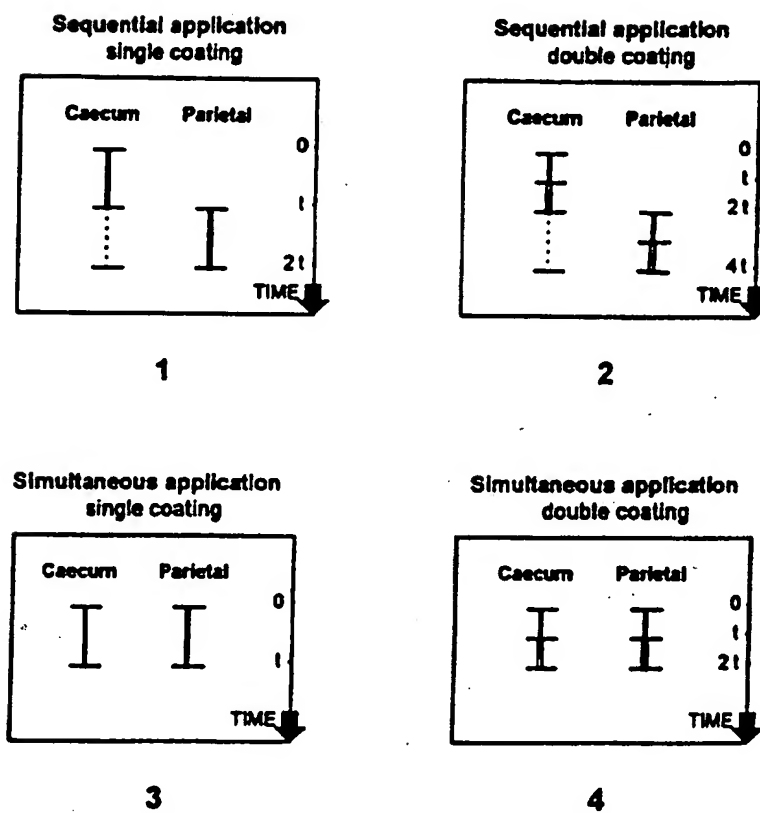 Sequential application
single coating
Caecum Parietal
0
t
2t
TIME
1
Sequential application
double coating
Caecum Parietal
0
t
2t
4t
TIME
2
Simultaneous application
single coating
Caecum Parietal
0
t
TIME
3
Simultaneous application
double coating
Caecum Parietal
0
t
2t
TIME
4